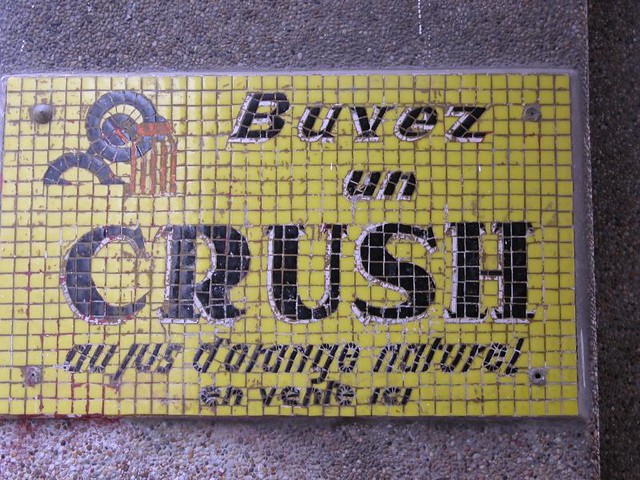 Buvez
un
CRUSH
au jus d'orange naturel
en vente ici